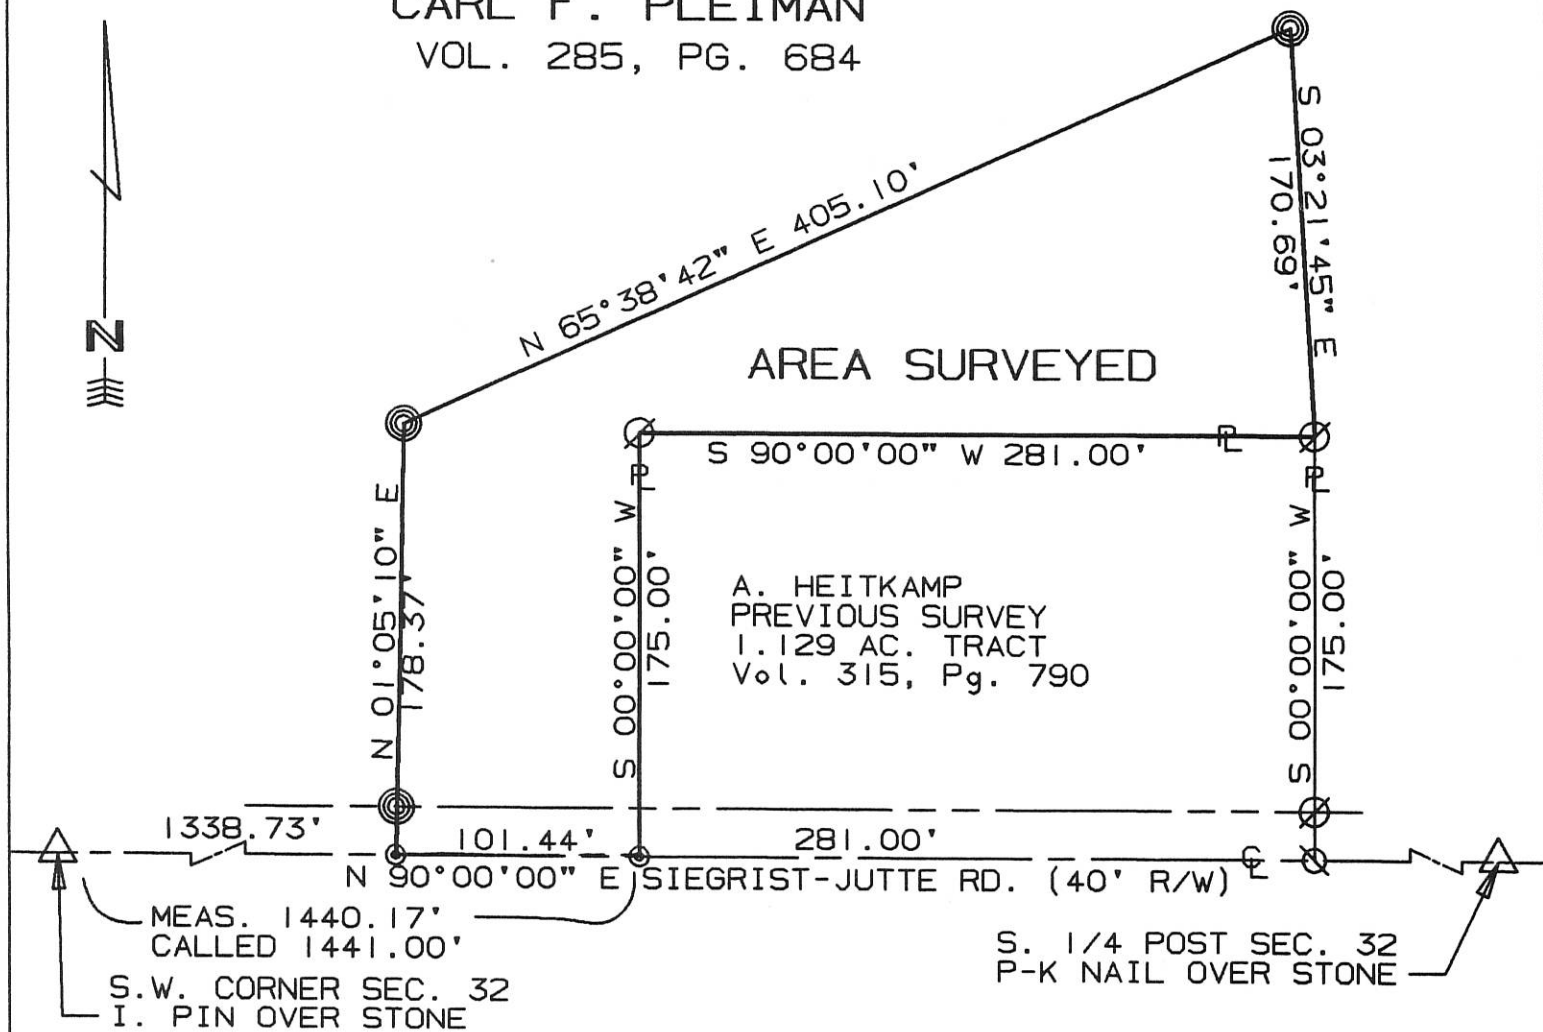 CARL F. PLEIMAN
VOL. 285, PG. 684
N
N 65°38'42" E 405.10'
S 03°21'45" E
170.69'
AREA SURVEYED
S 90°00'00" W 281.00'
PL
PL
PL
N 01°05'10" E
178.37'
S 00°00'00" W
175.00'
A. HEITKAMP
PREVIOUS SURVEY
1.129 AC. TRACT
Vol. 315, Pg. 790
S 00°00'00" W
175.00'
1338.73'
101.44'
281.00'
CL
N 90°00'00" E SIEGRIST-JUTTE RD. (40' R/W)
MEAS. 1440.17'
CALLED 1441.00'
S.W. CORNER SEC. 32
I. PIN OVER STONE
S. 1/4 POST SEC. 32
P-K NAIL OVER STONE